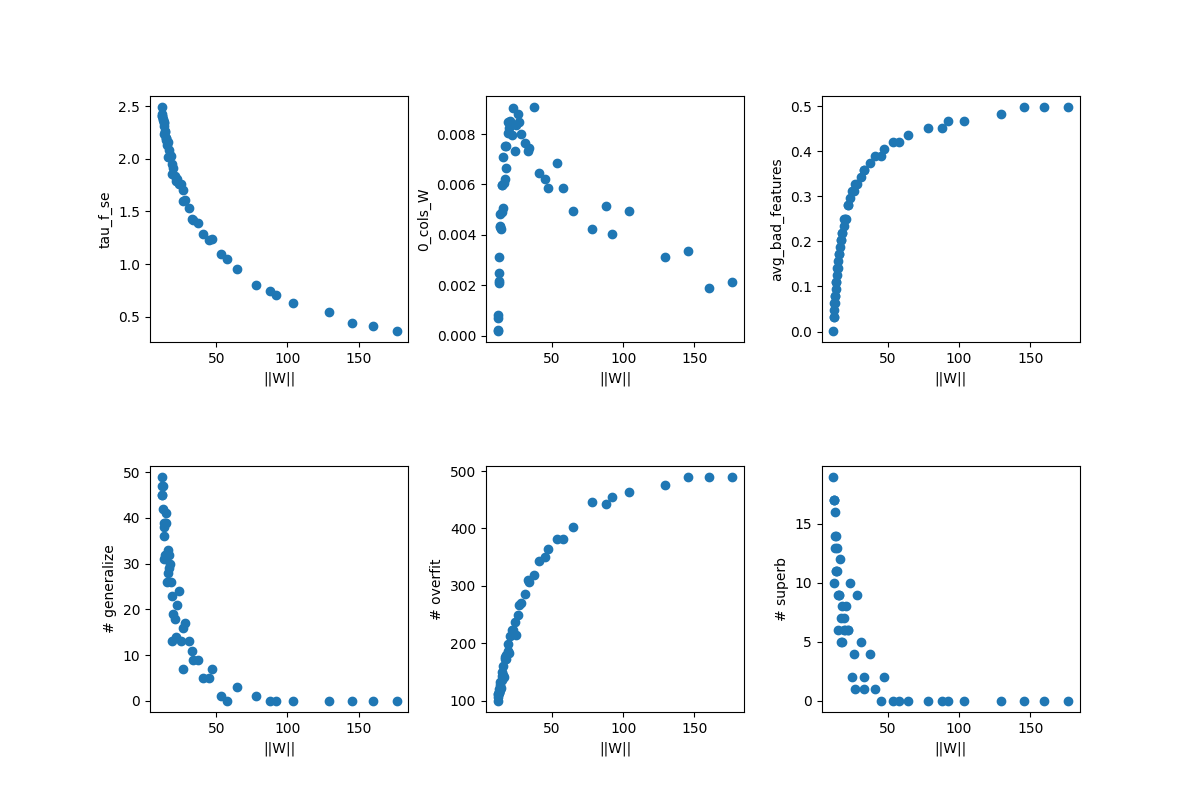 2.5
2.0
1.5
1.0
0.5
tau_f_se
50 100 150
||W||
0.008
0.006
0.004
0.002
0.000
0_cols_W
50 100 150
||W||
0.5
0.4
0.3
0.2
0.1
0.0
avg_bad_features
50 100 150
||W||
50
40
30
20
10
0
# generalize
50 100 150
||W||
500
400
300
200
100
# overfit
50 100 150
||W||
15
10
5
0
# superb
50 100 150
||W||